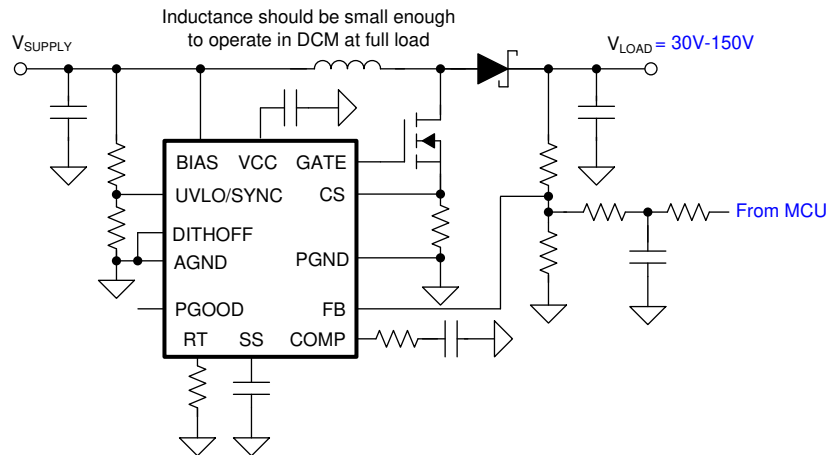 Inductance should be small enough
to operate in DCM at full load
VSUPPLY
VLOAD = 30V-150V
BIAS VCC GATE
UVLO/SYNC CS
DITHOFF
AGND PGND
PGOOD FB
RT SS COMP
From MCU